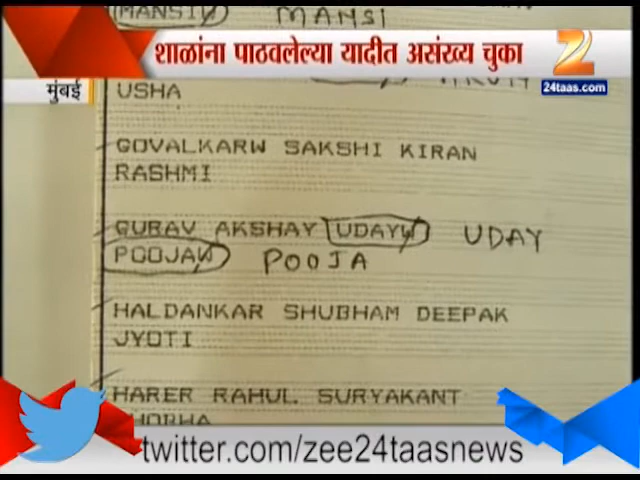 MANSIW MANSI
शाळांना पाठवलेल्या यादीत असंख्य चुका
24taas.com
मुंबई
USHA
GOVALKARW SAKSHI KIRAN
RASHMI
GURAV AKSHAY UDAYW UDAY
POOJAW POOJA
HALDANKAR SHUBHAM DEEPAK
JYOTI
HARER RAHUL SURYAKANT
twitter.com/zee24taasnews